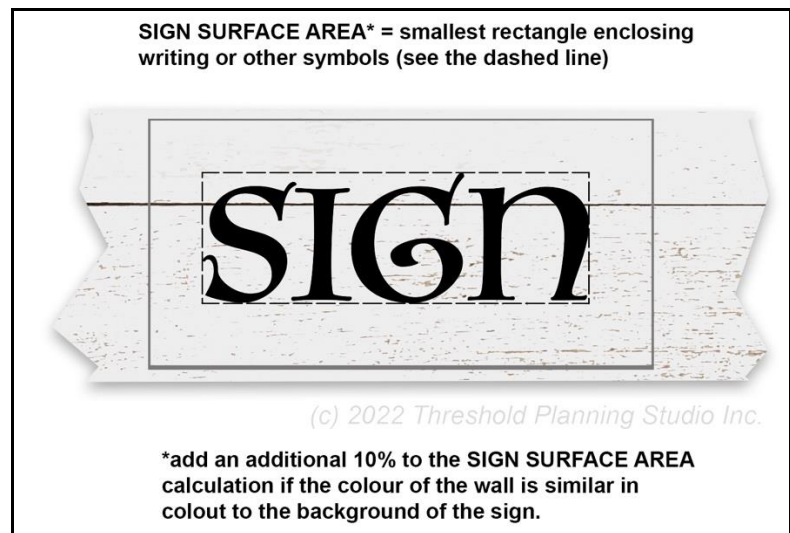 SIGN SURFACE AREA* = smallest rectangle enclosing
writing or other symbols (see the dashed line)
SIGN
(c) 2022 Threshold Planning Studio Inc.
*add an additional 10% to the SIGN SURFACE AREA
calculation if the colour of the wall is similar in
colout to the background of the sign.